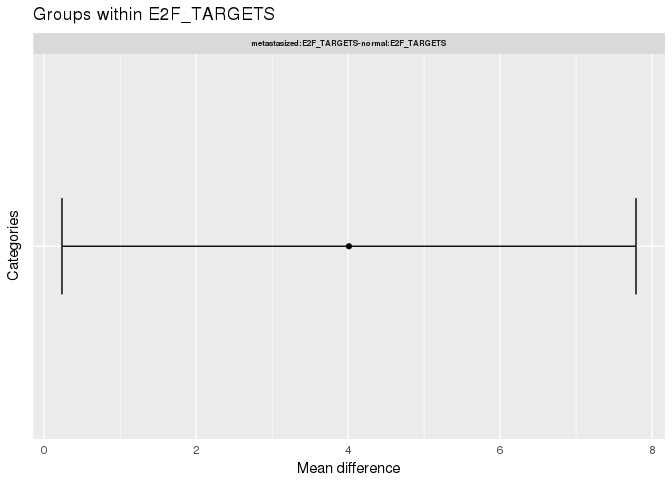 Groups within E2F_TARGETS
metastasized:E2F_TARGETS-normal:E2F_TARGETS
Categories
0 2 4 6 8
Mean difference